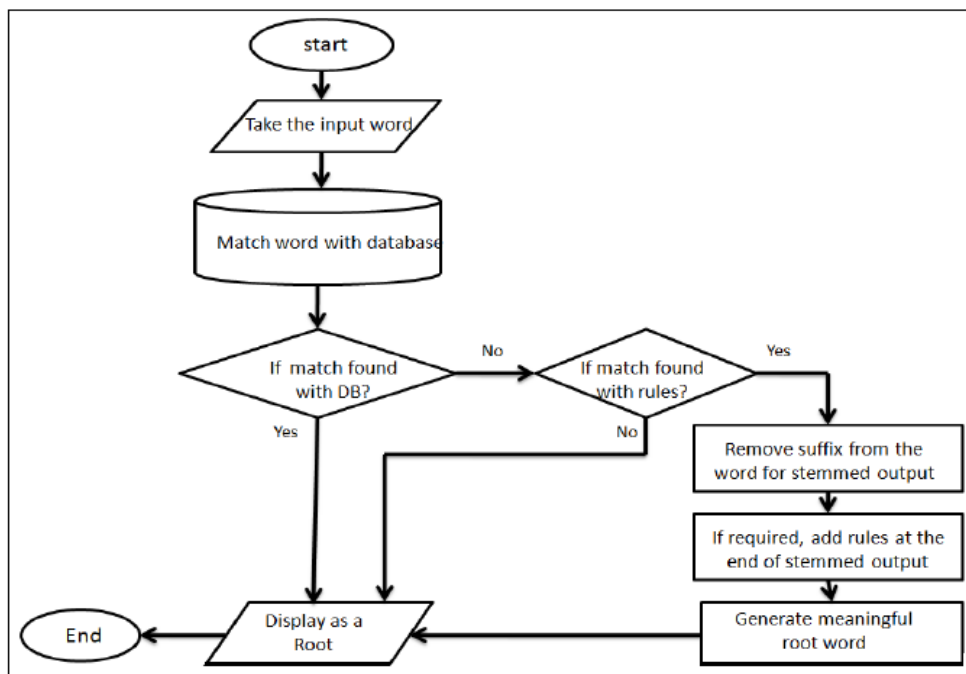 start
Take the input word
Match word with database
If match found
with DB?
No
If match found
with rules?
Yes
Yes
No
Remove suffix from the
word for stemmed output
If required, add rules at the
end of stemmed output
Generate meaningful
root word
Display as a
Root
End